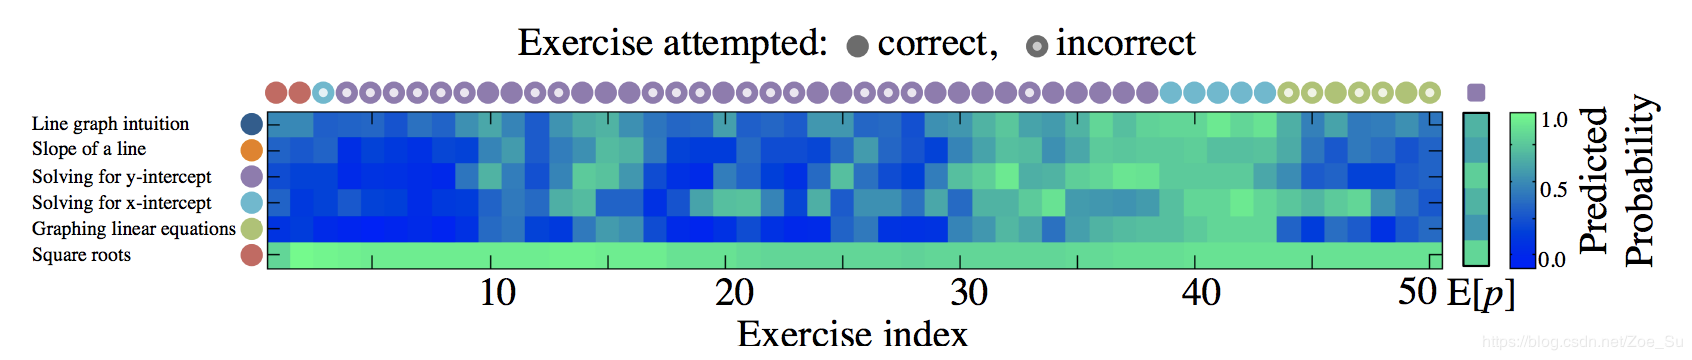 Exercise attempted: correct, incorrect
Line graph intuition
Slope of a line
Solving for y-intercept
Solving for x-intercept
Graphing linear equations
Square roots
10 20 30 40 50 E[p]
Exercise index
1.0
0.5
0.0
Predicted
Probability
https://blog.csdn.net/Zoe_Su